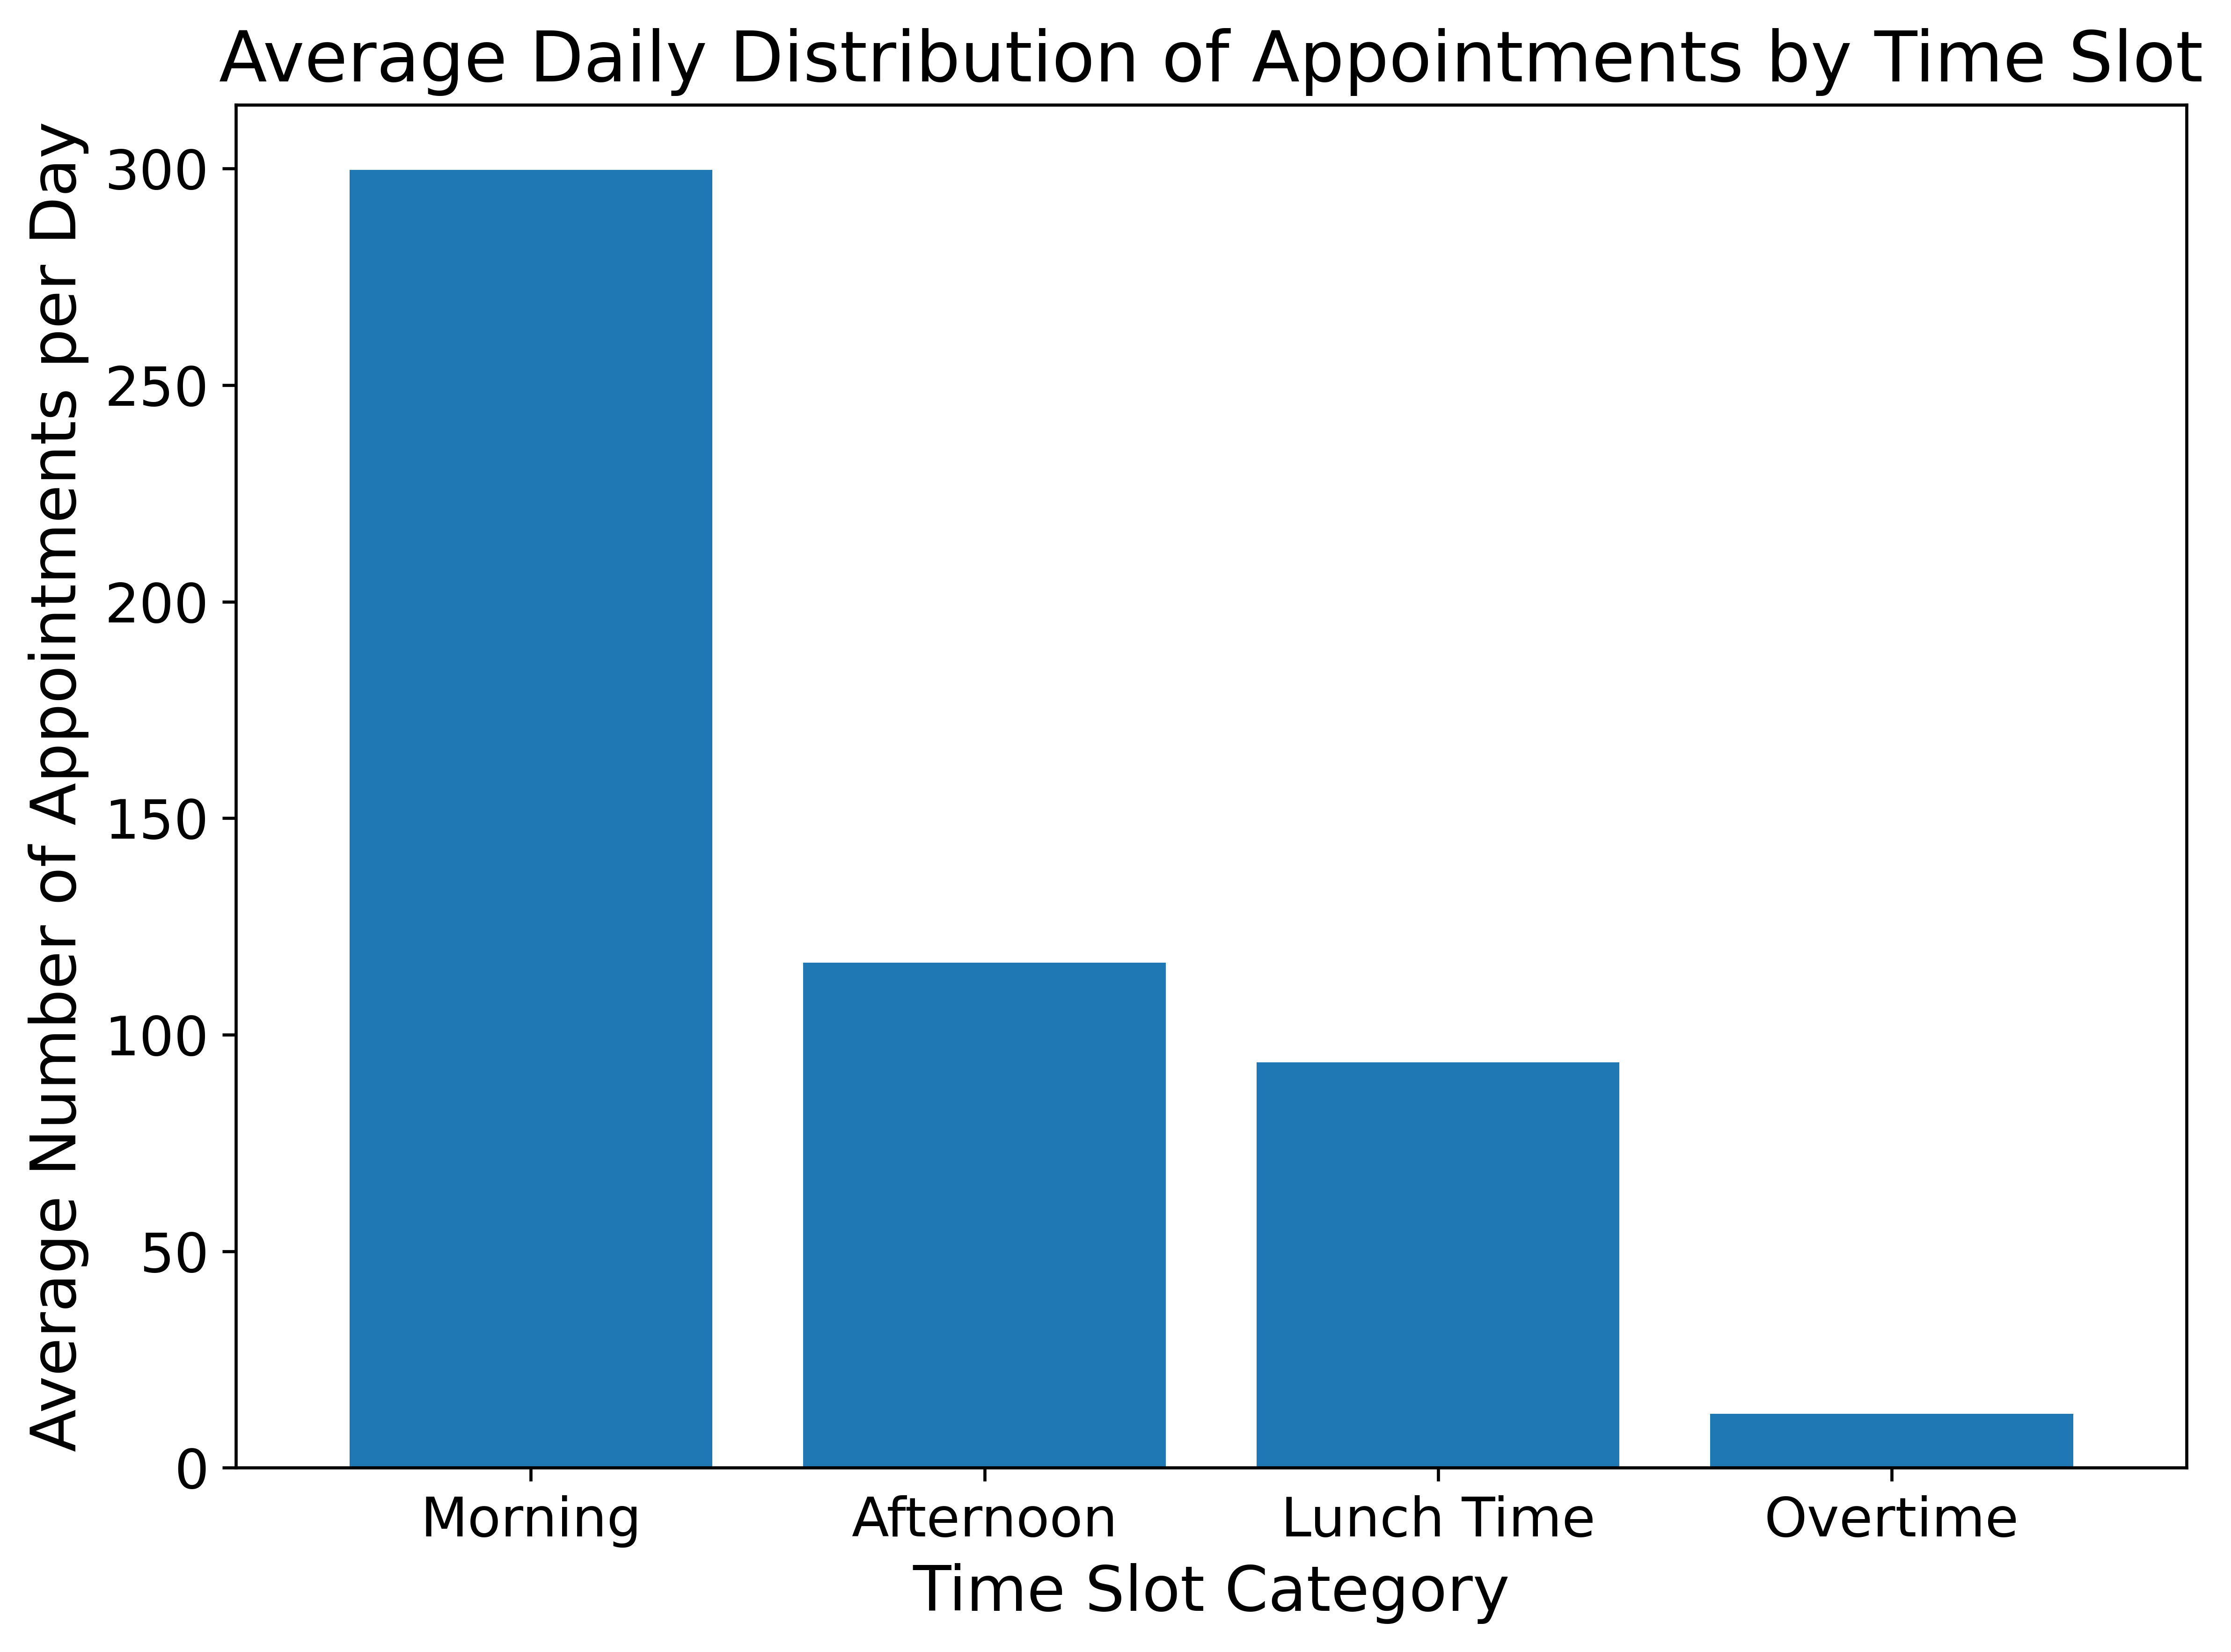 Average Daily Distribution of Appointments by Time Slot
Average Number of Appointments per Day
300
250
200
150
100
50
0
Morning
Afternoon
Lunch Time
Overtime
Time Slot Category